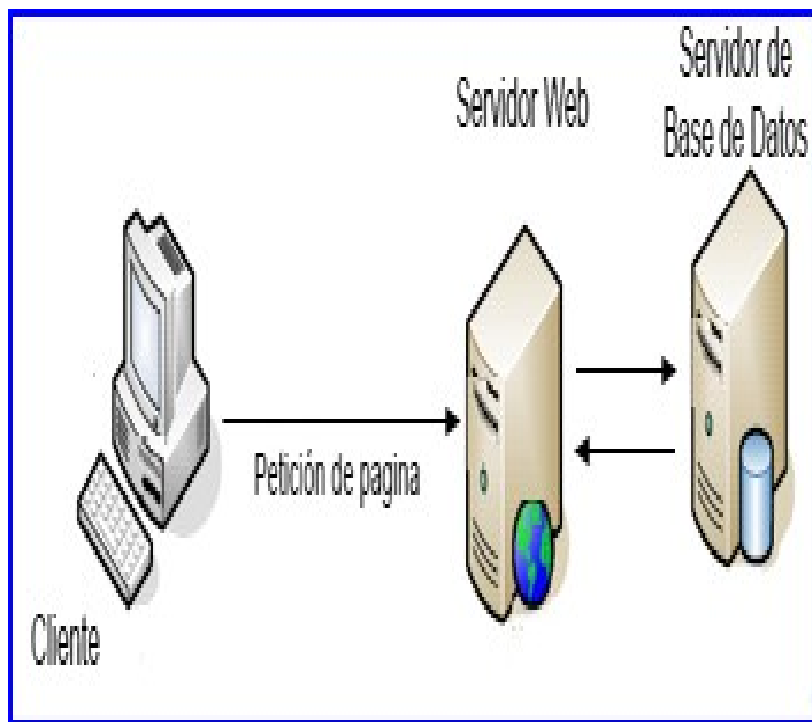 Servidor Web
Servidor de
Base de Datos
Petición de pagina
Cliente